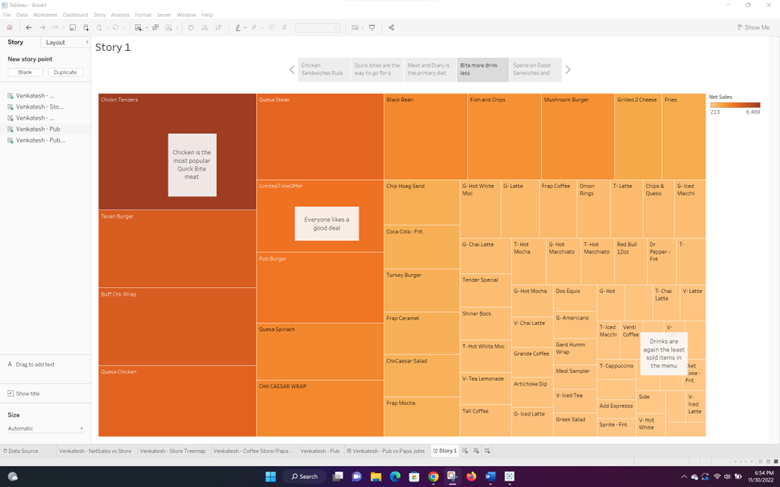 Tableau - Book1
File Data Worksheet Dashboard Story Analysis Format Server Window Help
Show Me
Story Layout
New story point
Blank Duplicate
Venkatesh - ...
Venkatesh - Sto...
Venkatesh - ...
Venkatesh - Pub
Venkatesh - Pub...
A Drag to add text
Show title
Size
Automatic
Story 1
Chicken
Sandwiches Rule
Quick bites are the
way to go for a
Meat and Diary is
the primary diet
Bite more drink
less
Spend on Good
Sanwiches and
Chickn Tenders
Chicken is the
most popular
Quick Bite
meat
Texan Burger
Buff Chk Wrap
Quesa Chicken
Quesa Steak
LimitedTimeOffer
Everyone likes a
good deal
Pub Burger
Quesa Spinach
CHK CAESAR WRAP
Black Bean
Fish and Chips
Mushroom Burger
Grilled 2 Cheese
Fries
Chip Hoag Sand
Coca-Cola - Fnt.
Turkey Burger
Frap Caramel
ChkCaesar Salad
Frap Mocha
G- Hot White
Moc
G- Latte
Frap Coffee
Onion
Rings
T- Latte
Chips &
Queso
G- Iced
Macchi
G- Chai Latte
T- Hot
Mocha
G- Hot
Macchiato
T- Hot
Macchiato
Red Bull
12oz
Dr.
Pepper -
Fnt
T-
Tender Special
Shiner Bock
T- Hot White Moc
V- Tea Lemonade
Tall Coffee
G- Hot Mocha
V- Chai Latte
Grande Coffee
Artichoke Dip
G- Iced Latte
Dos Equis
G- Americano
Gard Humm
Wrap
Medi Sampler
V- Iced Tea
Greek Salad
G- Hot
T- Chai
Latte
V- Latte
T- Iced
Macchi
Venti
Coffee
V-
Drinks are
again the least
sold items in
the menu
T-Cappuccino
Add Espresso
Sprite - Fnt.
Side
V- Hot
White
V-
Iced
Latte
Net Sales
213 6,469
Data Source Venkatesh - NetSales vs Store Venkatesh - Store Treemap Venkatesh - Coffee Store/Papa... Venkatesh - Pub Venkatesh - Pub vs Papa John Story 1
Search
6:54 PM
11/30/2022